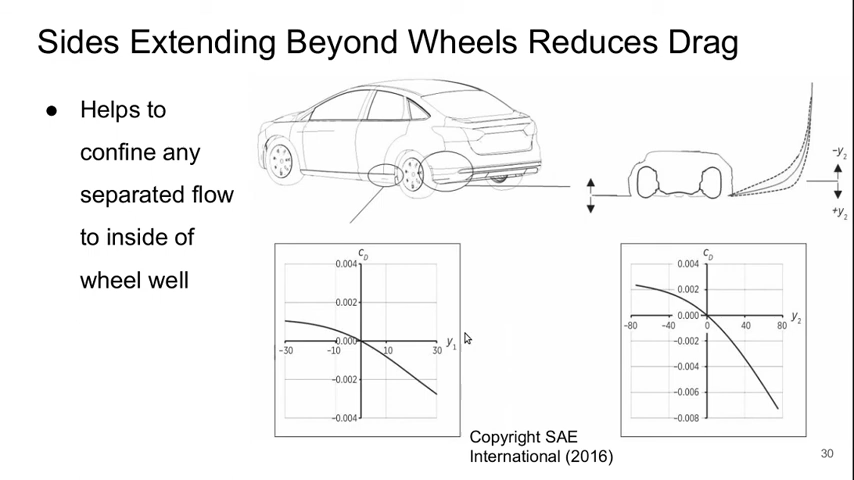 Sides Extending Beyond Wheels Reduces Drag
● Helps to
confine any
separated flow
to inside of
wheel well
-y2
+y2
CD
0.004
0.002
0.000
-30
-10
10
30
y1
-0.002
-0.004
CD
0.004
0.002
0.000
-80
-40
0
40
80
y2
-0.002
-0.004
-0.006
-0.008
Copyright SAE
International (2016)
30